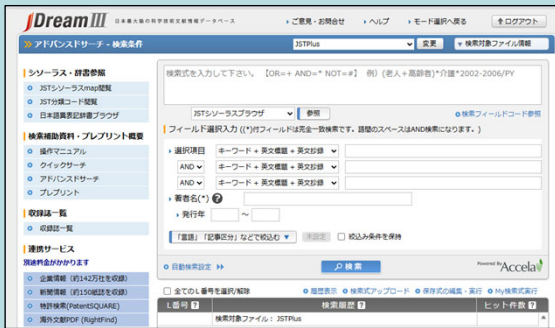 JDream III 日本最大級の科学技術文献情報データベース
ご意見・お問合せ ヘルプ モード選択へ戻る ログアウト
アドバンスドサーチ - 検索条件 JSTPlus 変更 検索対象ファイル情報
シソーラス・辞書参照
JSTシソーラスmap閲覧
JST分類コード閲覧
日本語異表記辞書ブラウザ
検索補助資料・プレプリント概要
操作マニュアル
クイックサーチ
アドバンスドサーチ
プレプリント
収録誌一覧
収録誌一覧
連携サービス
別途料金がかかります
企業情報（約142万社を収録）
新聞情報（約150紙誌を収録）
特許検索(PatentSQUARE)
海外文献PDF (RightFind)
検索式を入力して下さい。 【OR=+ AND=* NOT=#】 例）(老人+高齢者)*介護*2002-2006/PY
JSTシソーラスブラウザ 参照 検索フィールドコード参照
フィールド選択入力 ((*)付フィールドは完全一致検索です。語間のスペースはAND検索になります。)
選択項目 キーワード + 英文標題 + 英文抄録
AND キーワード + 英文標題 + 英文抄録
AND キーワード + 英文標題 + 英文抄録
著者名(*) ?
発行年 ～
「言語」「記事区分」などで絞込む ▼ 未設定 絞込み条件を保持
自動検索設定 検索 Powered By Accela
全てのL番号を選択/解除 履歴表示 検索式アップロード 保存式の編集・実行 My検索式実行
L番号 ? 検索履歴 ? ヒット件数 ?
検索対象ファイル：JSTPlus